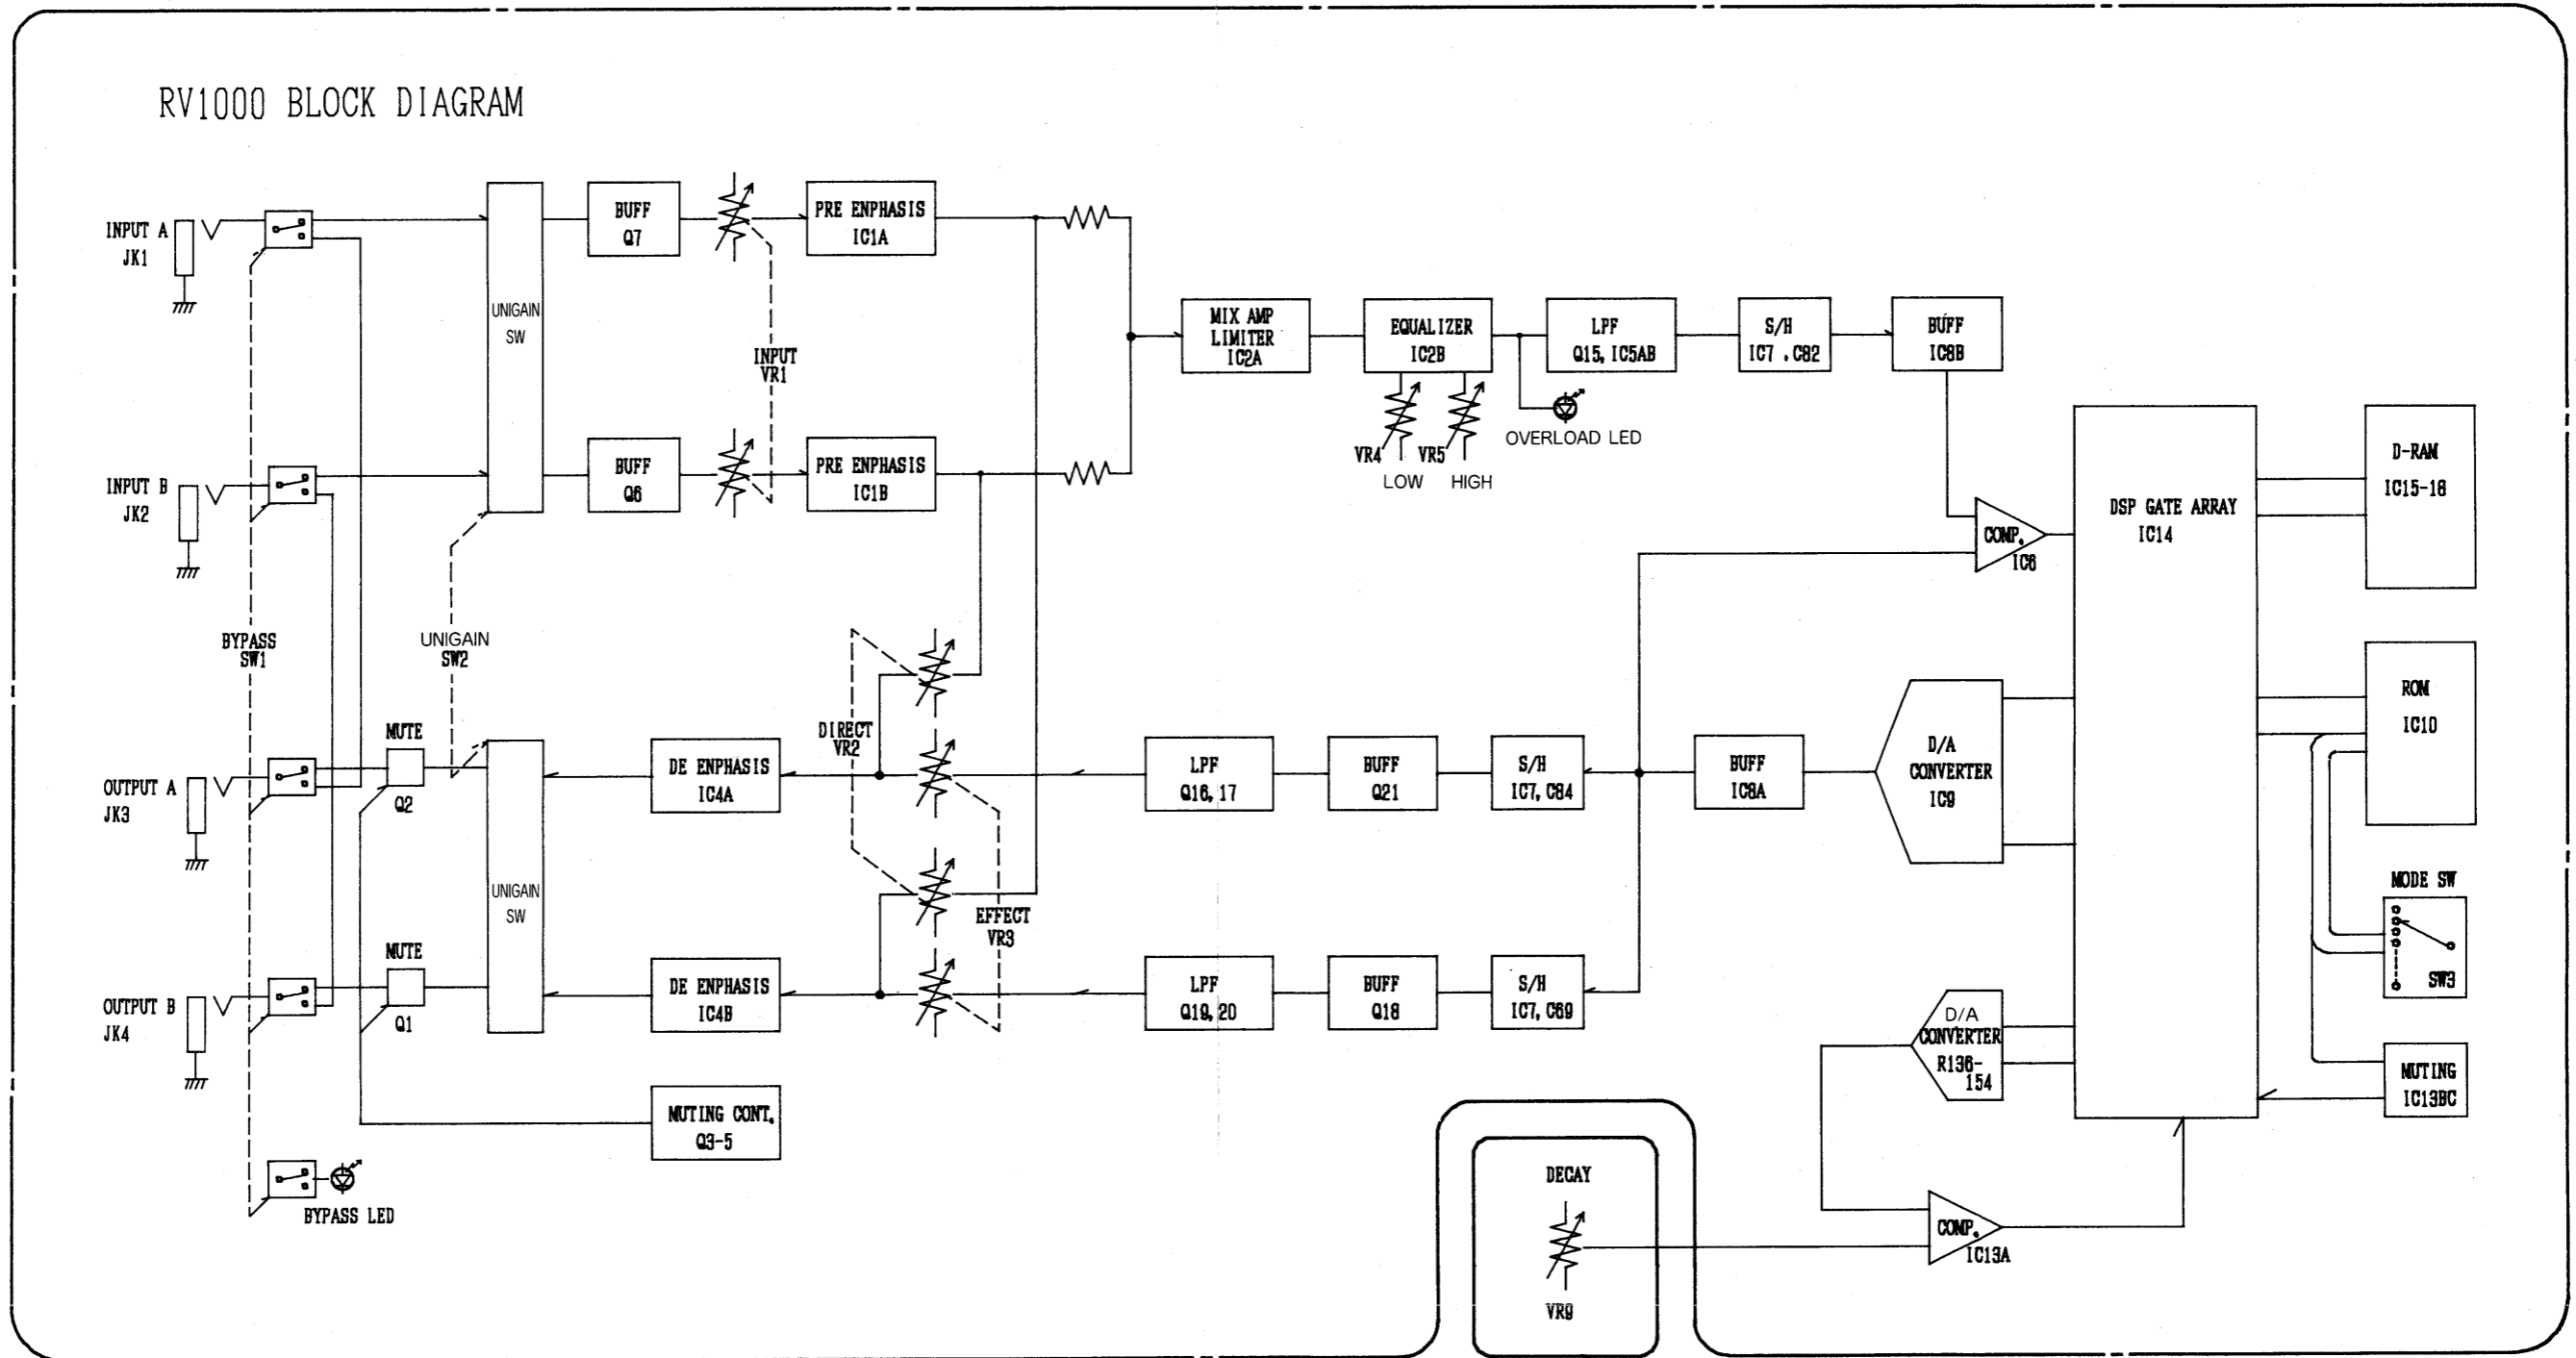 RV1000 BLOCK DIAGRAM
INPUT A
JK1
UNIGAIN
SW
BUFF
Q7
PRE ENPHASIS
IC1A
INPUT
VR1
INPUT B
JK2
BUFF
Q6
PRE ENPHASIS
IC1B
MIX AMP
LIMITER
IC2A
EQUALIZER
IC2B
VR4
LOW
VR5
HIGH
OVERLOAD LED
LPF
Q15, IC5AB
S/H
IC7 , C82
BUFF
IC8B
COMP.
IC6
DSP GATE ARRAY
IC14
D-RAM
IC15-18
ROM
IC10
BYPASS
SW1
UNIGAIN
SW2
OUTPUT A
JK3
MUTE
Q2
UNIGAIN
SW
DE ENPHASIS
IC4A
DIRECT
VR2
EFFECT
VR3
LPF
Q16, 17
BUFF
Q21
S/H
IC7, C84
BUFF
IC8A
D/A
CONVERTER
IC9
MODE SW
SW3
OUTPUT B
JK4
MUTE
Q1
DE ENPHASIS
IC4B
LPF
Q19, 20
BUFF
Q18
S/H
IC7, C69
D/A
CONVERTER
R136-
154
MUTING
IC13BC
MUTING CONT.
Q3-5
BYPASS LED
DECAY
VR9
COMP.
IC13A